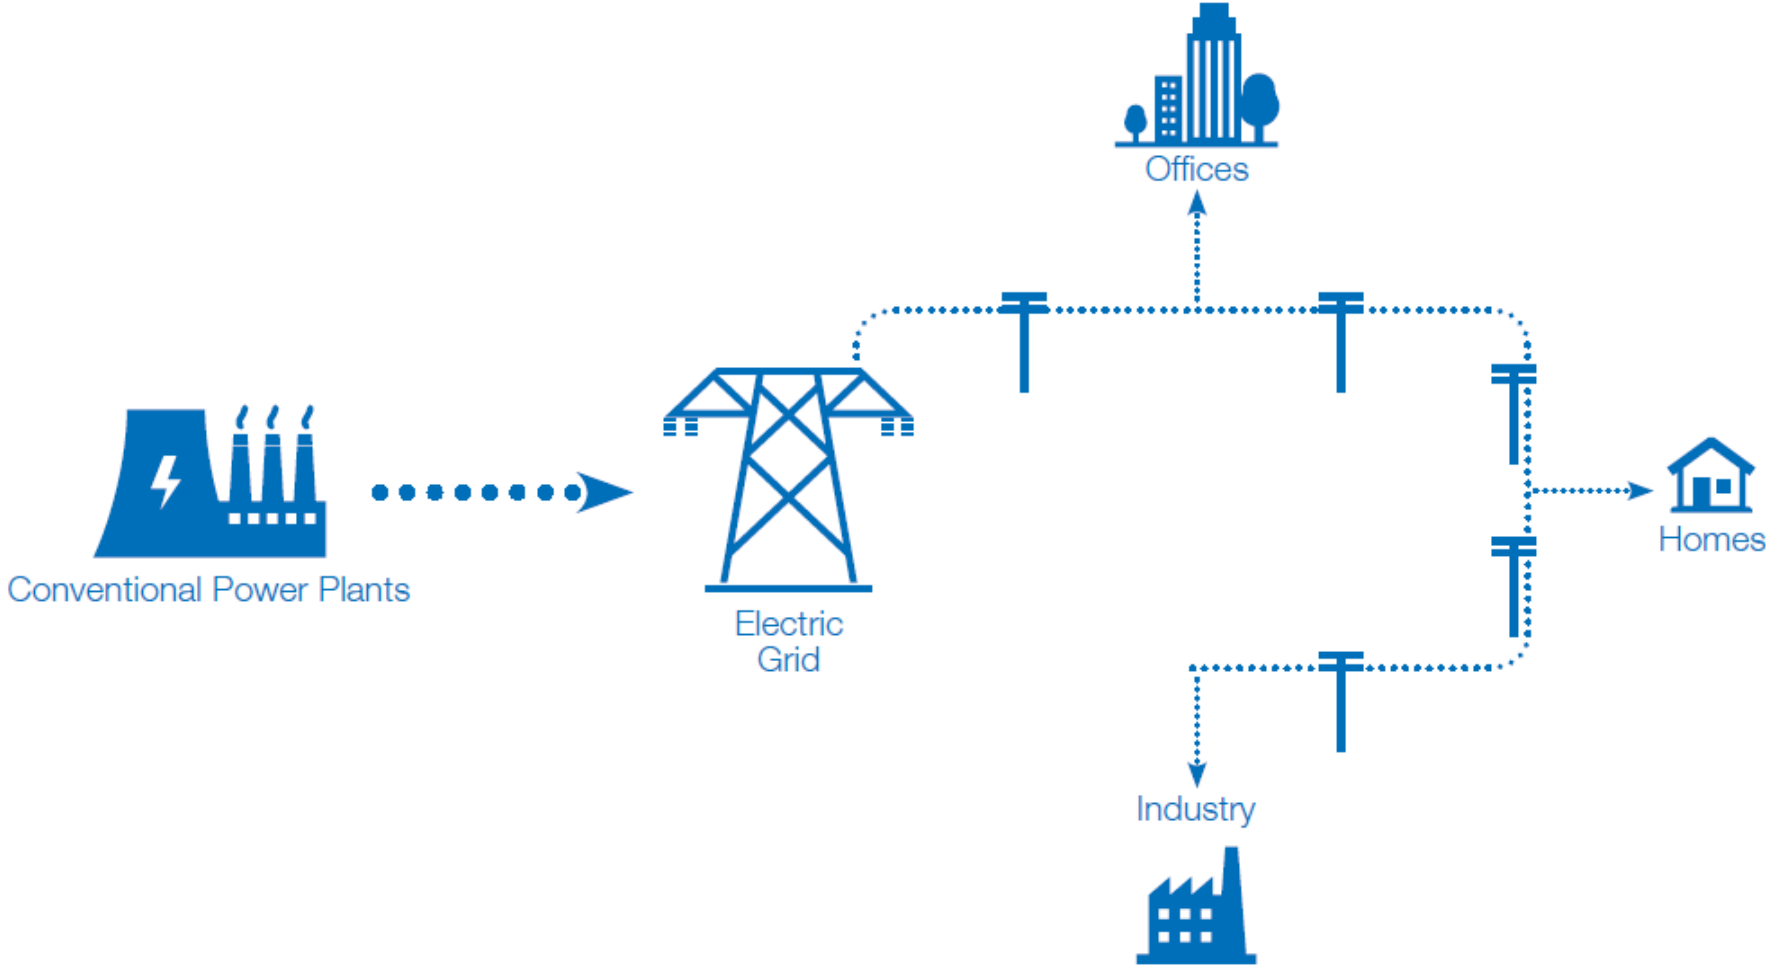 Offices
Conventional Power Plants
Electric
Grid
Homes
Industry